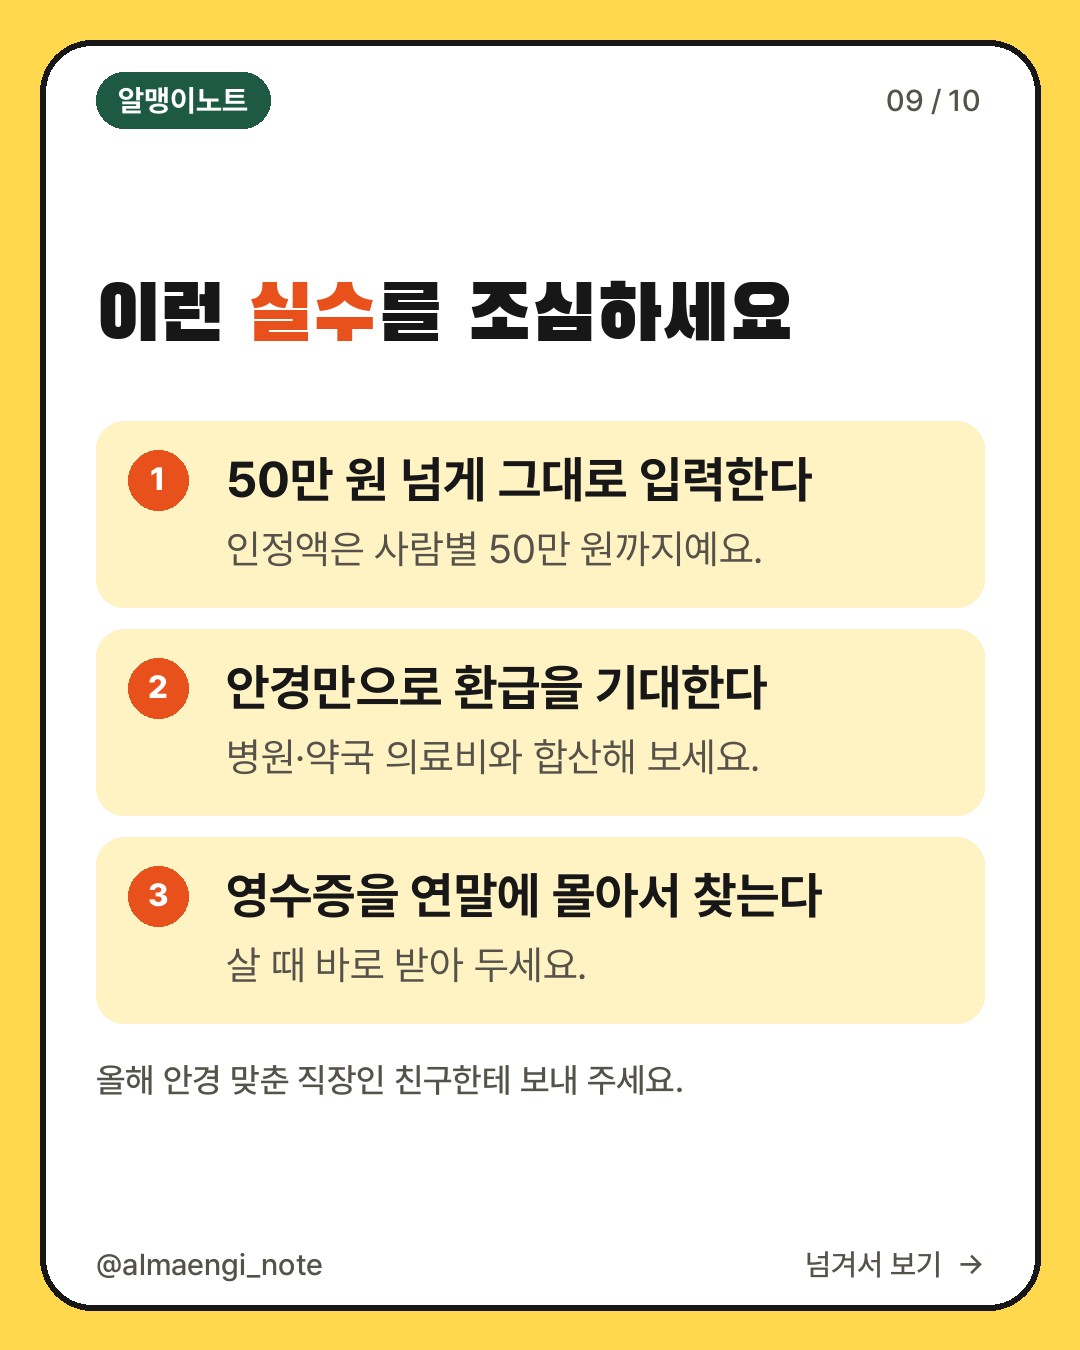 알맹이노트
09 / 10
이런 실수를 조심하세요
1
50만 원 넘게 그대로 입력한다
인정액은 사람별 50만 원까지예요.
2
안경만으로 환급을 기대한다
병원·약국 의료비와 합산해 보세요.
3
영수증을 연말에 몰아서 찾는다
살 때 바로 받아 두세요.
올해 안경 맞춘 직장인 친구한테 보내 주세요.
@almaengi_note
넘겨서 보기 →